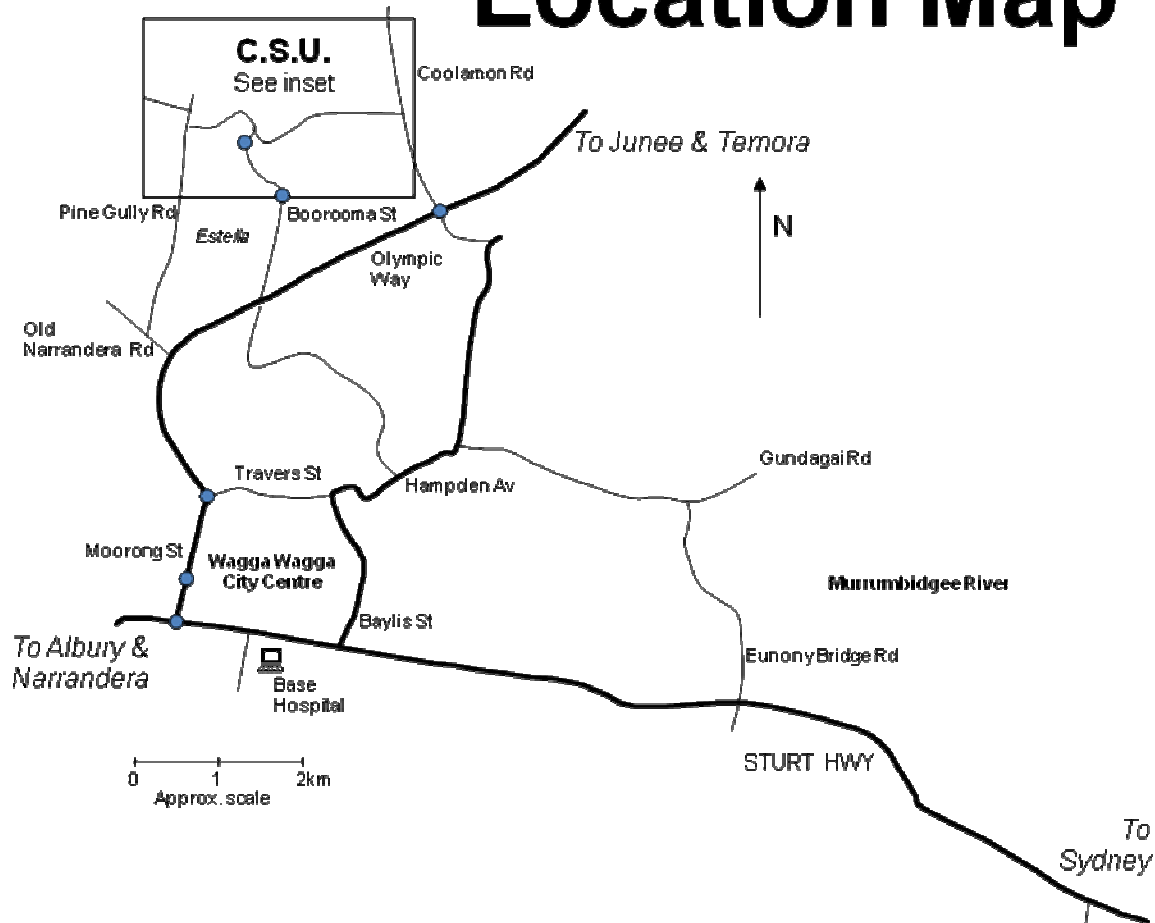 Location Map
C.S.U.
See inset
Coolamon Rd
To Junee & Temora
N
Pine Gully Rd
Boorooma St
Estella
Olympic
Way
Old
Narrandera Rd
Travers St
Hampden Av
Gundagai Rd
Moorong St
Wagga Wagga
City Centre
Murrumbidgee River
Baylis St
To Albury &
Narrandera
Eunony Bridge Rd
Base
Hospital
STURT HWY
0 1 2km
Approx. scale
To
Sydney